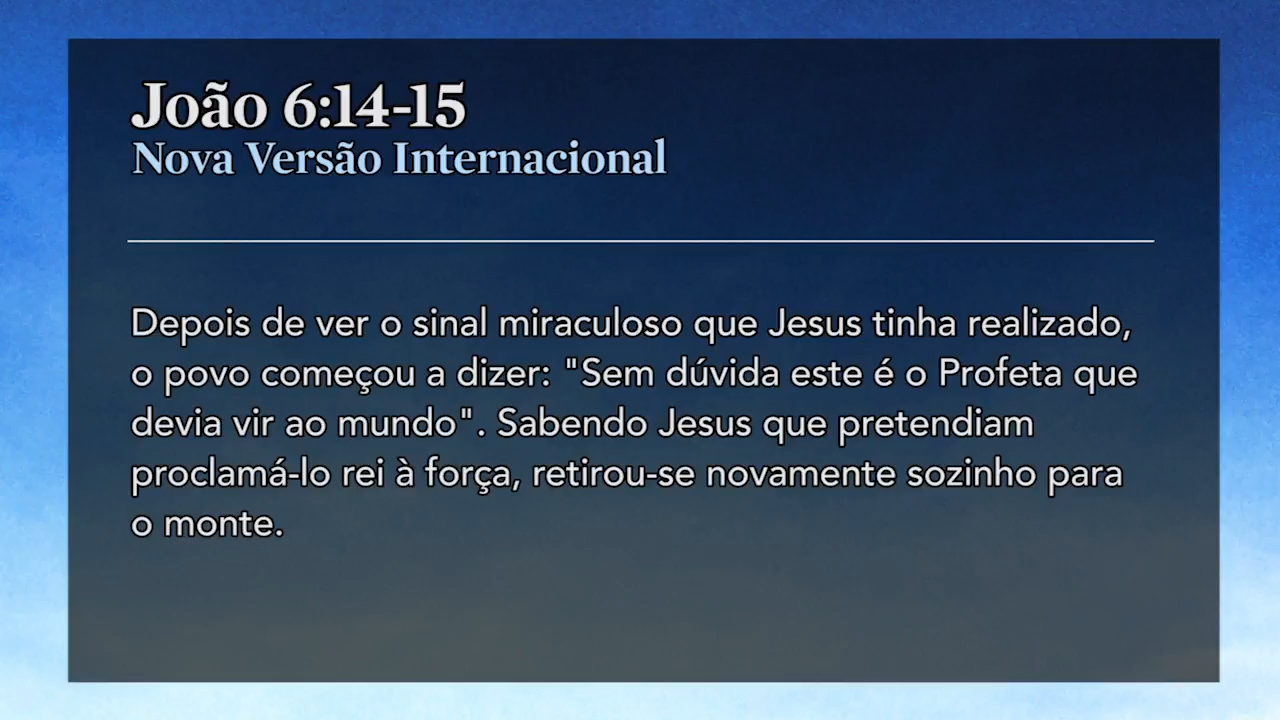 João 6:14-15
Nova Versão Internacional
Depois de ver o sinal miraculoso que Jesus tinha realizado,
o povo começou a dizer: "Sem dúvida este é o Profeta que
devia vir ao mundo". Sabendo Jesus que pretendiam
proclamá-lo rei à força, retirou-se novamente sozinho para
o monte.